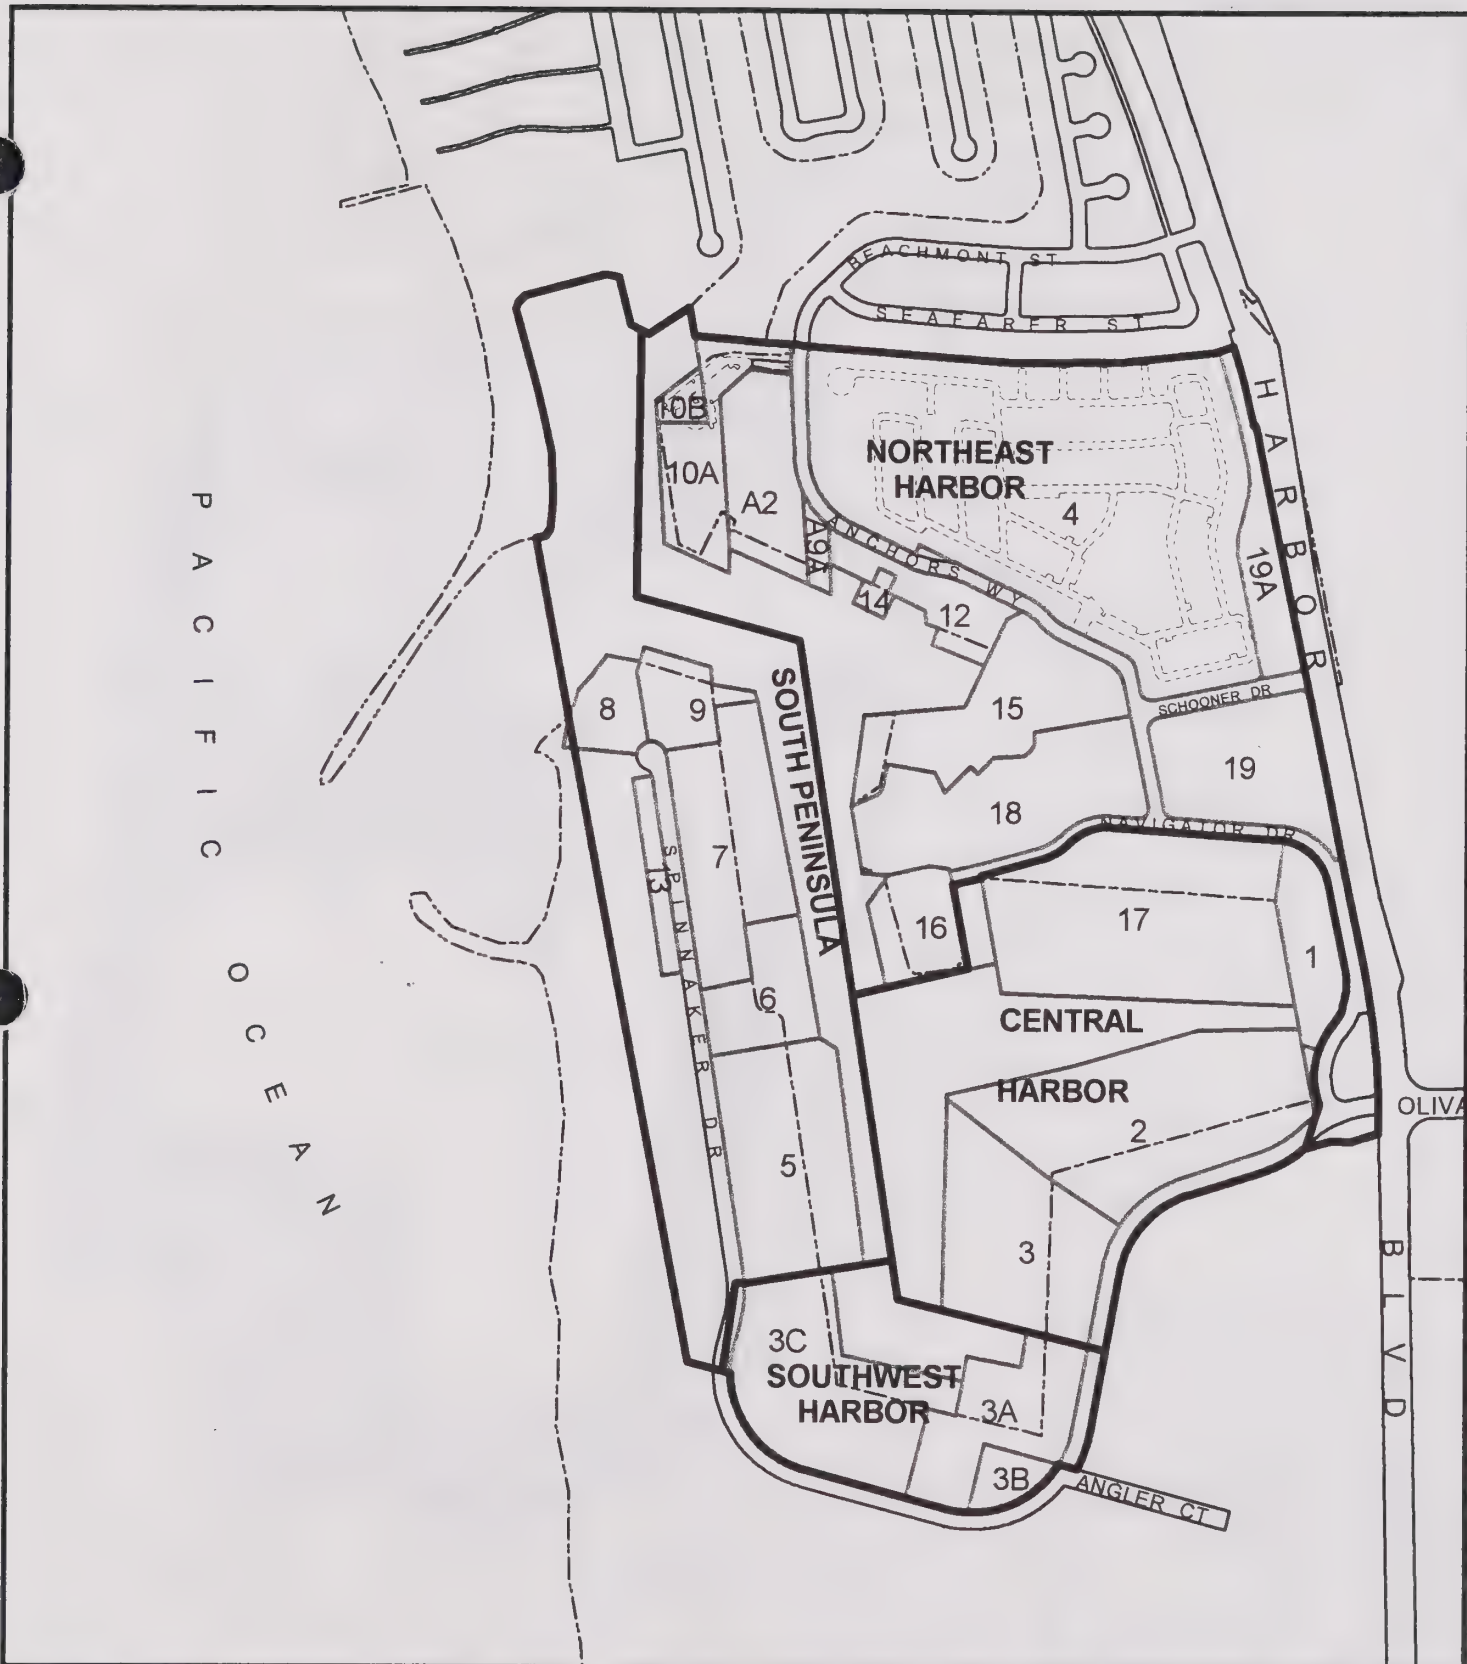 BEACHMONT ST
SEAFARER ST
HARBOR BLVD
10B
10A
A2
A9A
NORTHEAST
HARBOR
4
19A
ANCHORS WY
14
12
SCHOONER DR
PACIFIC OCEAN
8
9
SOUTH PENINSULA
15
19
18
NAVIGATOR DR
7
13
SPINNAKER DR
16
17
1
6
CENTRAL
HARBOR
OLIVA
2
5
3
3C
SOUTHWEST
HARBOR
3A
3B
ANGLER CT